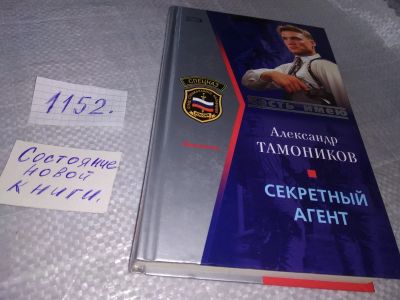 1152.
Состояние
новой
книги.
СПЕЦНАЗ
Честь имею
Александр
ТАМОНИКОВ
СЕКРЕТНЫЙ
АГЕНТ